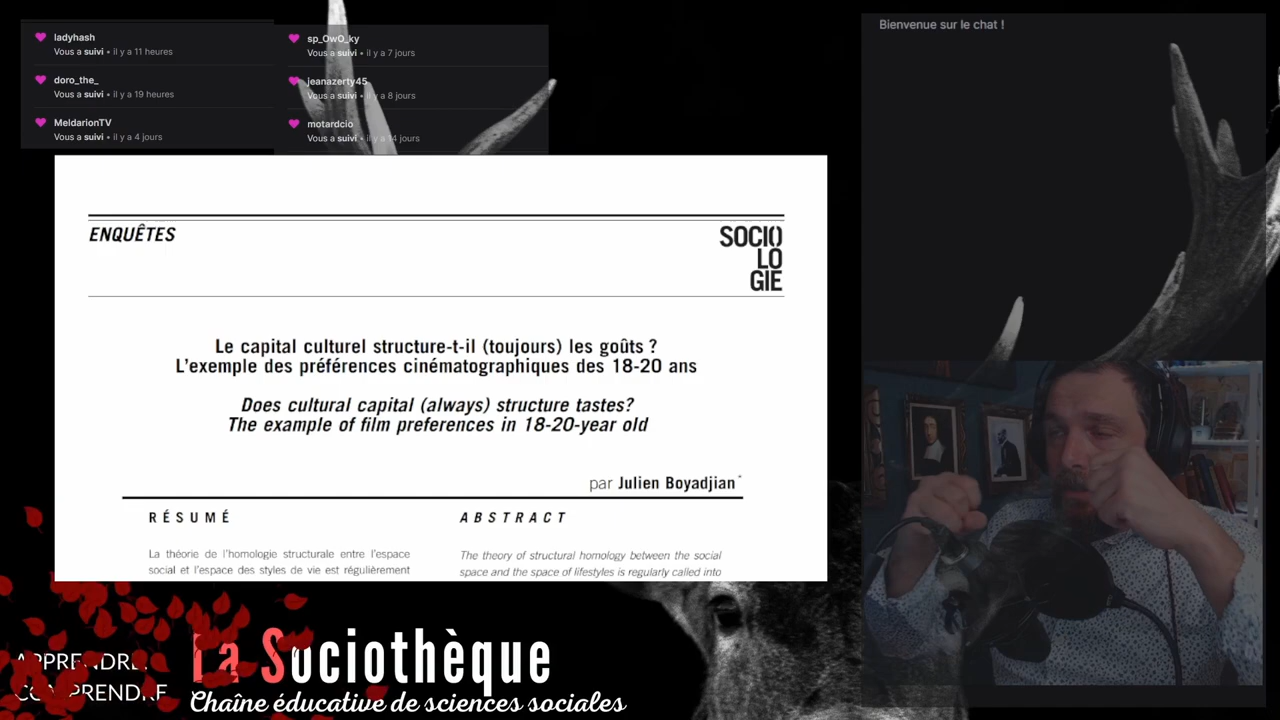 ladyhash
Vous a suivi • il y a 11 heures
doro_the_
Vous a suivi • il y a 19 heures
MeldarionTV
Vous a suivi • il y a 4 jours
sp_OwO_ky
Vous a suivi • il y a 7 jours
jeanazerty45
Vous a suivi • il y a 8 jours
motardcio
Vous a suivi • il y a 14 jours
Bienvenue sur le chat !
ENQUÊTES
SOCIO
LO
GIE
Le capital culturel structure-t-il (toujours) les goûts ?
L'exemple des préférences cinématographiques des 18-20 ans
Does cultural capital (always) structure tastes?
The example of film preferences in 18-20-year old
par Julien Boyadjian*
RÉSUMÉ
La théorie de l'homologie structurale entre l'espace
social et l'espace des styles de vie est régulièrement
ABSTRACT
The theory of structural homology between the social
space and the space of lifestyles is regularly called into
APPRENDRE.
COMPRENDRE
La Sociothèque
Chaîne éducative de sciences sociales